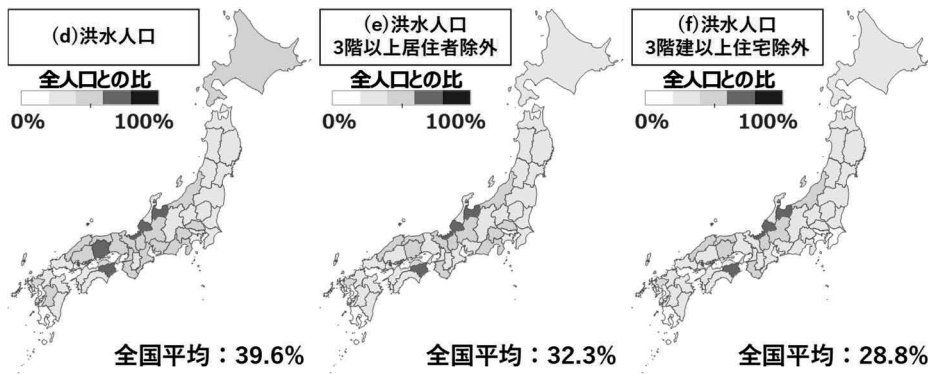 (d)洪水人口
全人口との比
0% 100%
全国平均：39.6%
(e)洪水人口
3階以上居住者除外
全人口との比
0% 100%
全国平均：32.3%
(f)洪水人口
3階建以上住宅除外
全人口との比
0% 100%
全国平均：28.8%